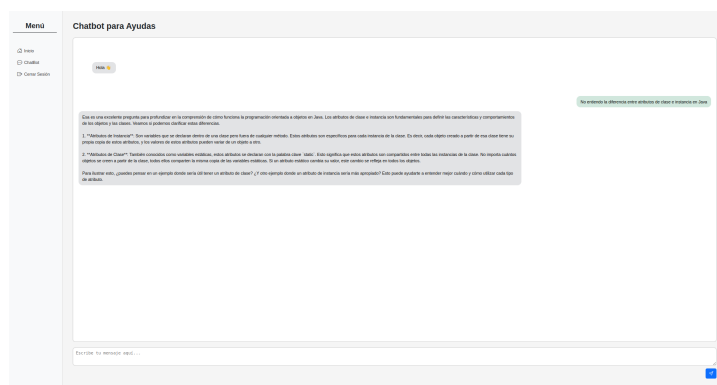 Menú
Inicio
ChatBot
Cerrar Sesión
Chatbot para Ayudas
Hola 👋
No entiendo la diferencia entre atributos de clase e instancia en Java
Esa es una excelente pregunta para profundizar en la comprensión de cómo funciona la programación orientada a objetos en Java. Los atributos de clase e instancia son fundamentales para definir las características y comportamientos
de los objetos y las clases. Veamos si podemos clarificar estas diferencias.
1. **Atributos de Instancia**: Son variables que se declaran dentro de una clase pero fuera de cualquier método. Estos atributos son específicos para cada instancia de la clase. Es decir, cada objeto creado a partir de esa clase tiene su
propia copia de estos atributos, y los valores de estos atributos pueden variar de un objeto a otro.
2. **Atributos de Clase**: También conocidos como variables estáticas, estos atributos se declaran con la palabra clave `static`. Esto significa que estos atributos son compartidos entre todas las instancias de la clase. No importa cuántos
objetos se creen a partir de la clase, todos ellos comparten la misma copia de las variables estáticas. Si un atributo estático cambia su valor, este cambio se refleja en todos los objetos.
Para ilustrar esto, ¿puedes pensar en un ejemplo donde sería útil tener un atributo de clase? ¿Y otro ejemplo donde un atributo de instancia sería más apropiado? Esto puede ayudarte a entender mejor cuándo y cómo utilizar cada tipo
de atributo.
Escribe tu mensaje aquí...